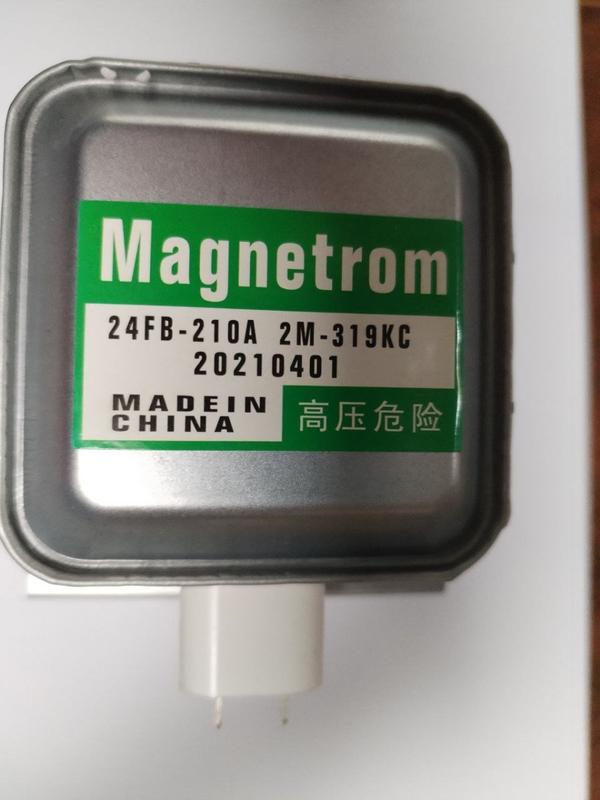 Magnetrom
24FB-210A 2M-319KC
20210401
MADEIN
CHINA
高压危险